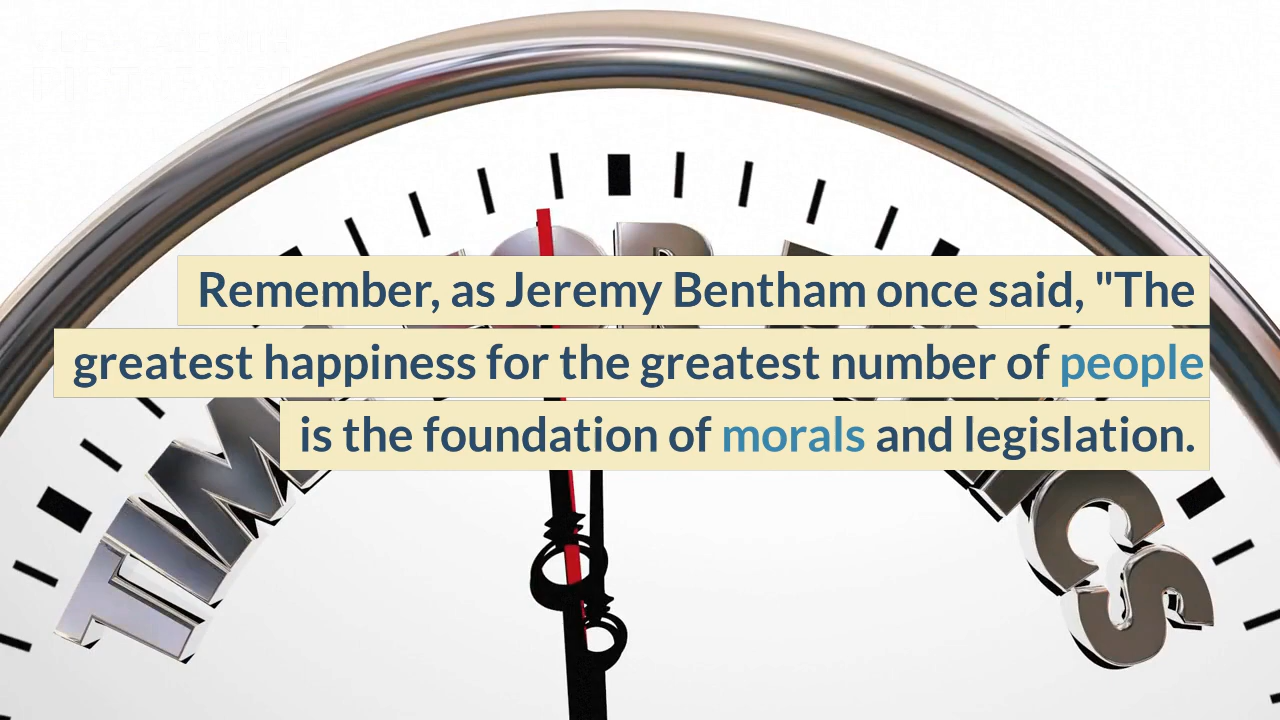 Remember, as Jeremy Bentham once said, "The
greatest happiness for the greatest number of people
is the foundation of morals and legislation.